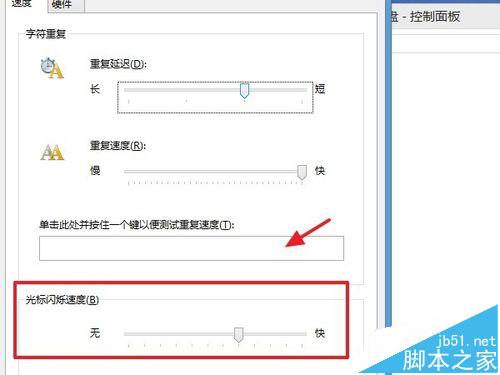 速度 硬件
盘 - 控制面板
字符重复
重复延迟(D):
长 短
重复速度(R):
慢 快
单击此处并按住一个键以便测试重复速度(T):
光标闪烁速度(B)
无 快
jb51.net
脚本之家